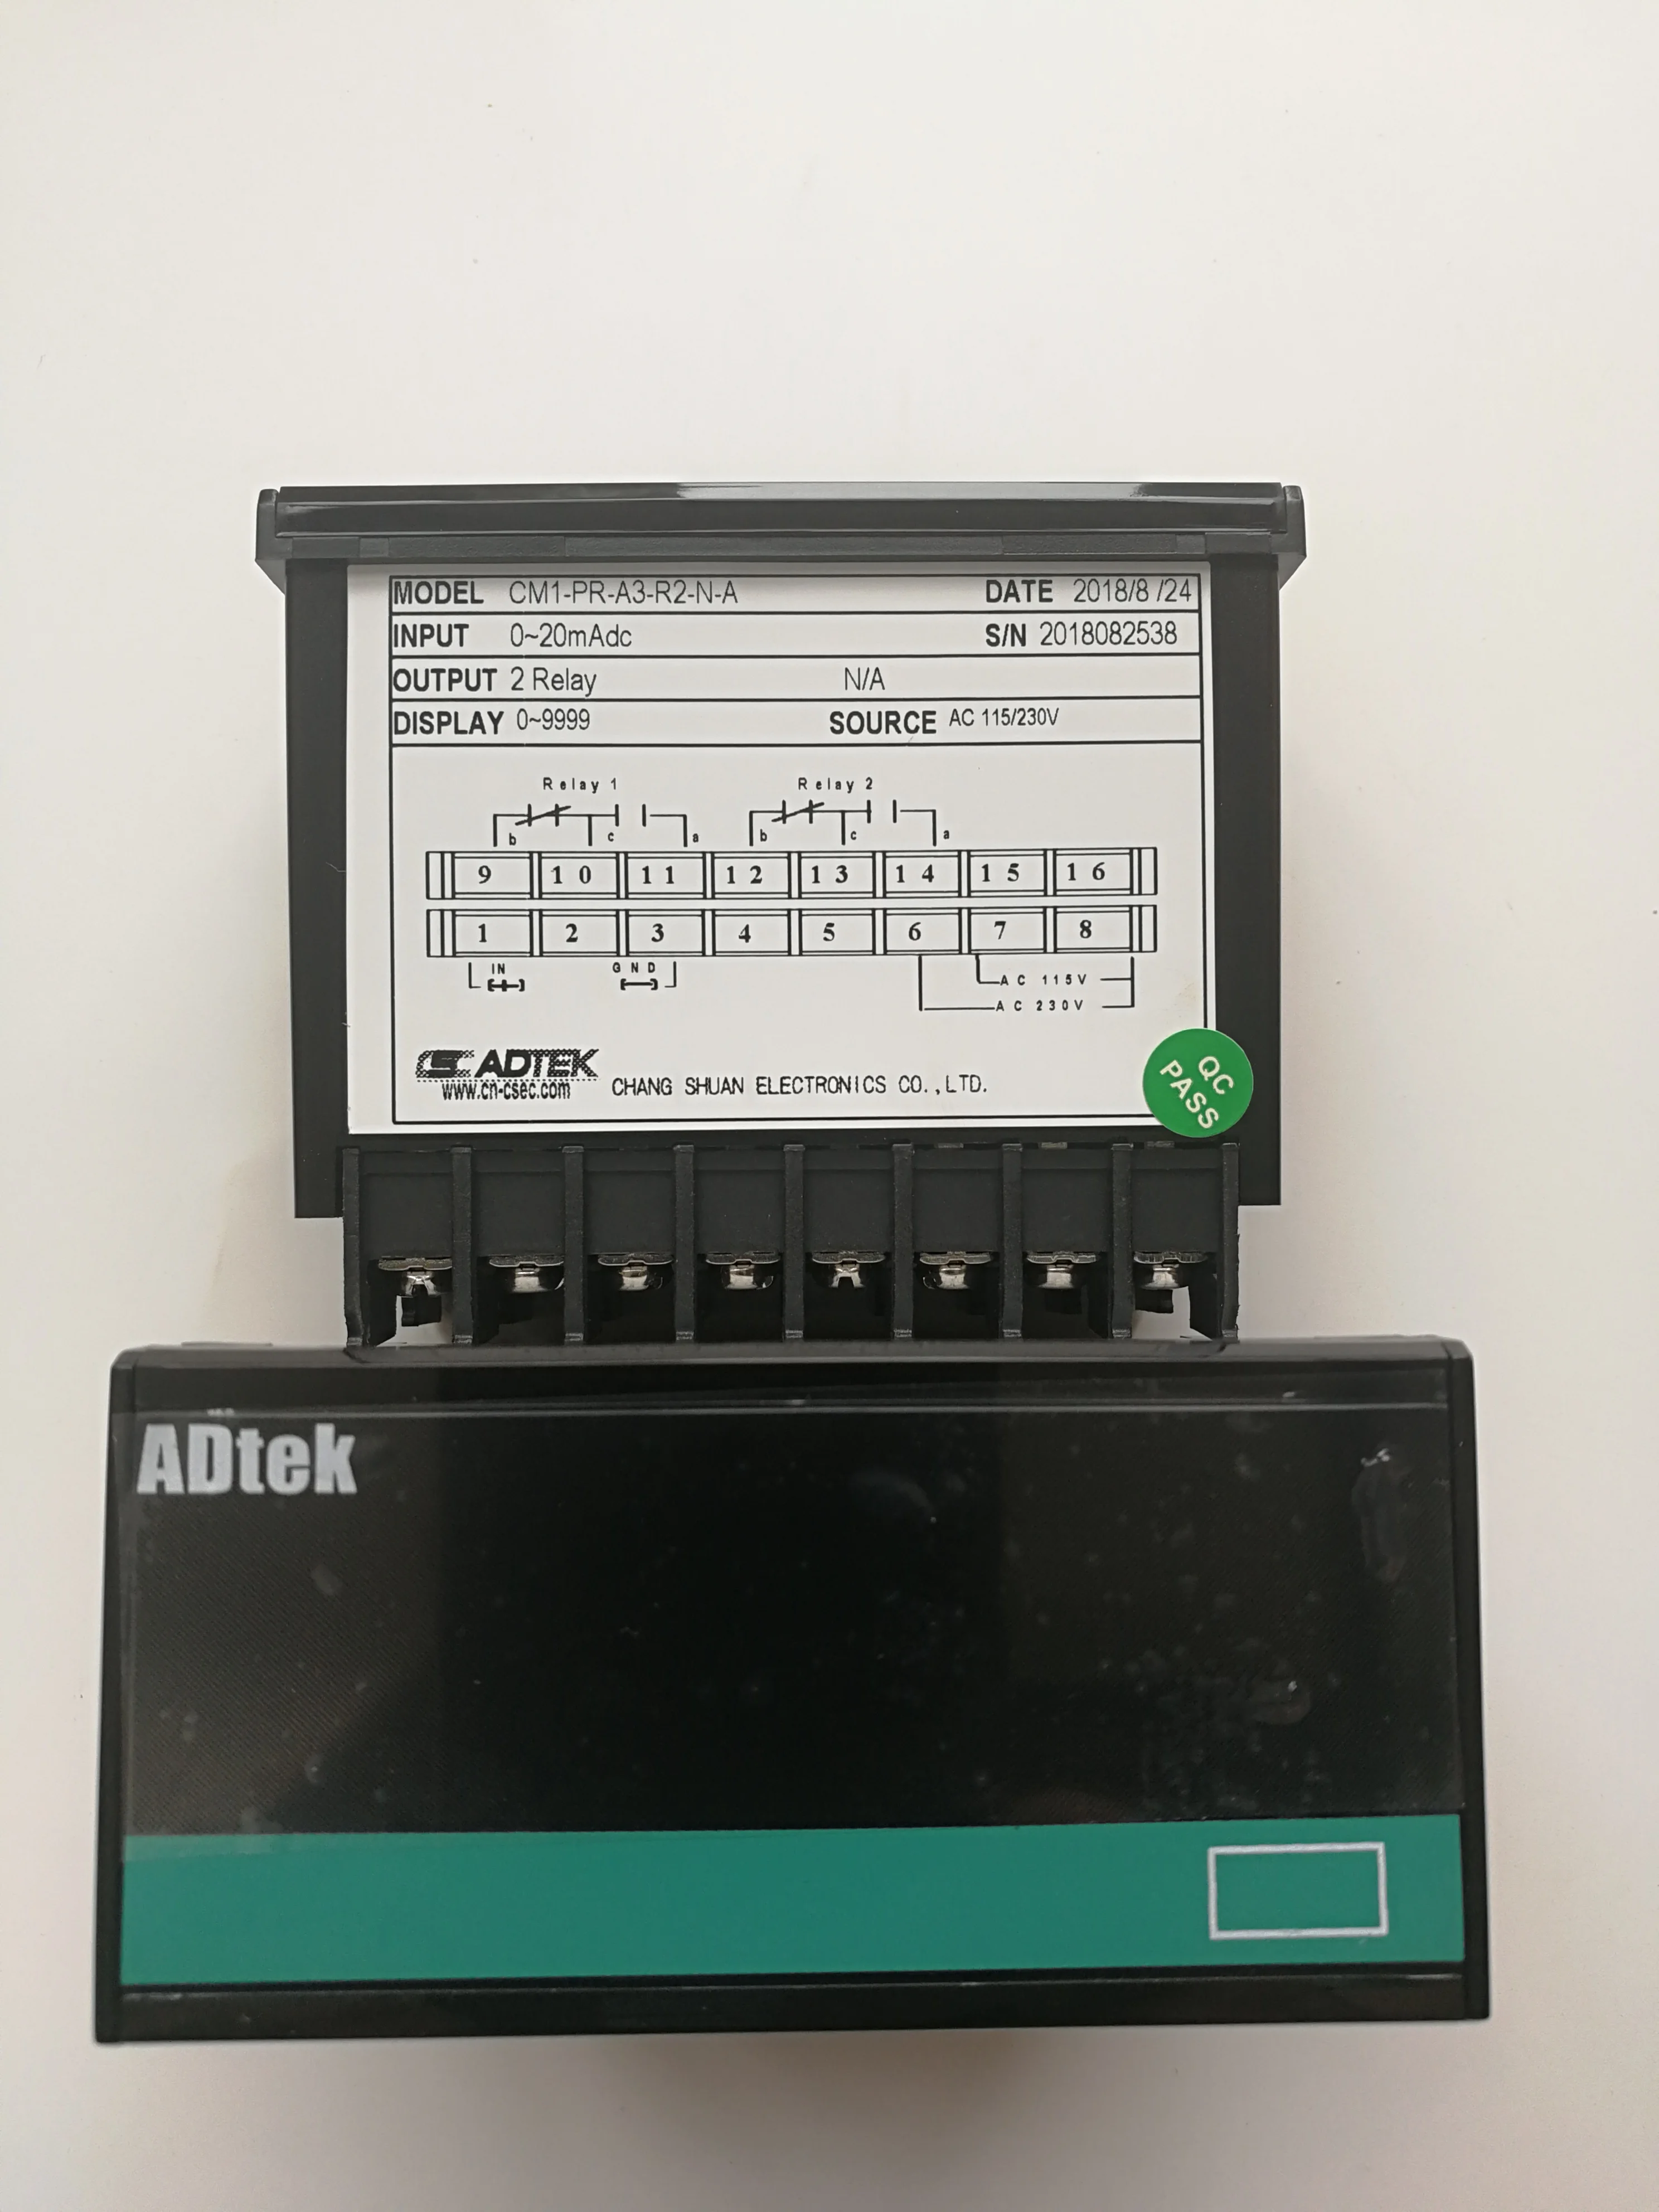 MODEL CM1-PR-A3-R2-N-A DATE 2018/8 /24
INPUT 0~20mAdc S/N 2018082538
OUTPUT 2 Relay N/A
DISPLAY 0~9999 SOURCE AC 115/230V
Relay 1 Relay 2
b c a b c a
9 10 11 12 13 14 15 16
1 2 3 4 5 6 7 8
IN GND
(+) (-)
AC 115V
AC 230V
ADTEK
www.cn-csec.com CHANG SHUAN ELECTRONICS CO.,LTD.
QC
PASS
ADtek